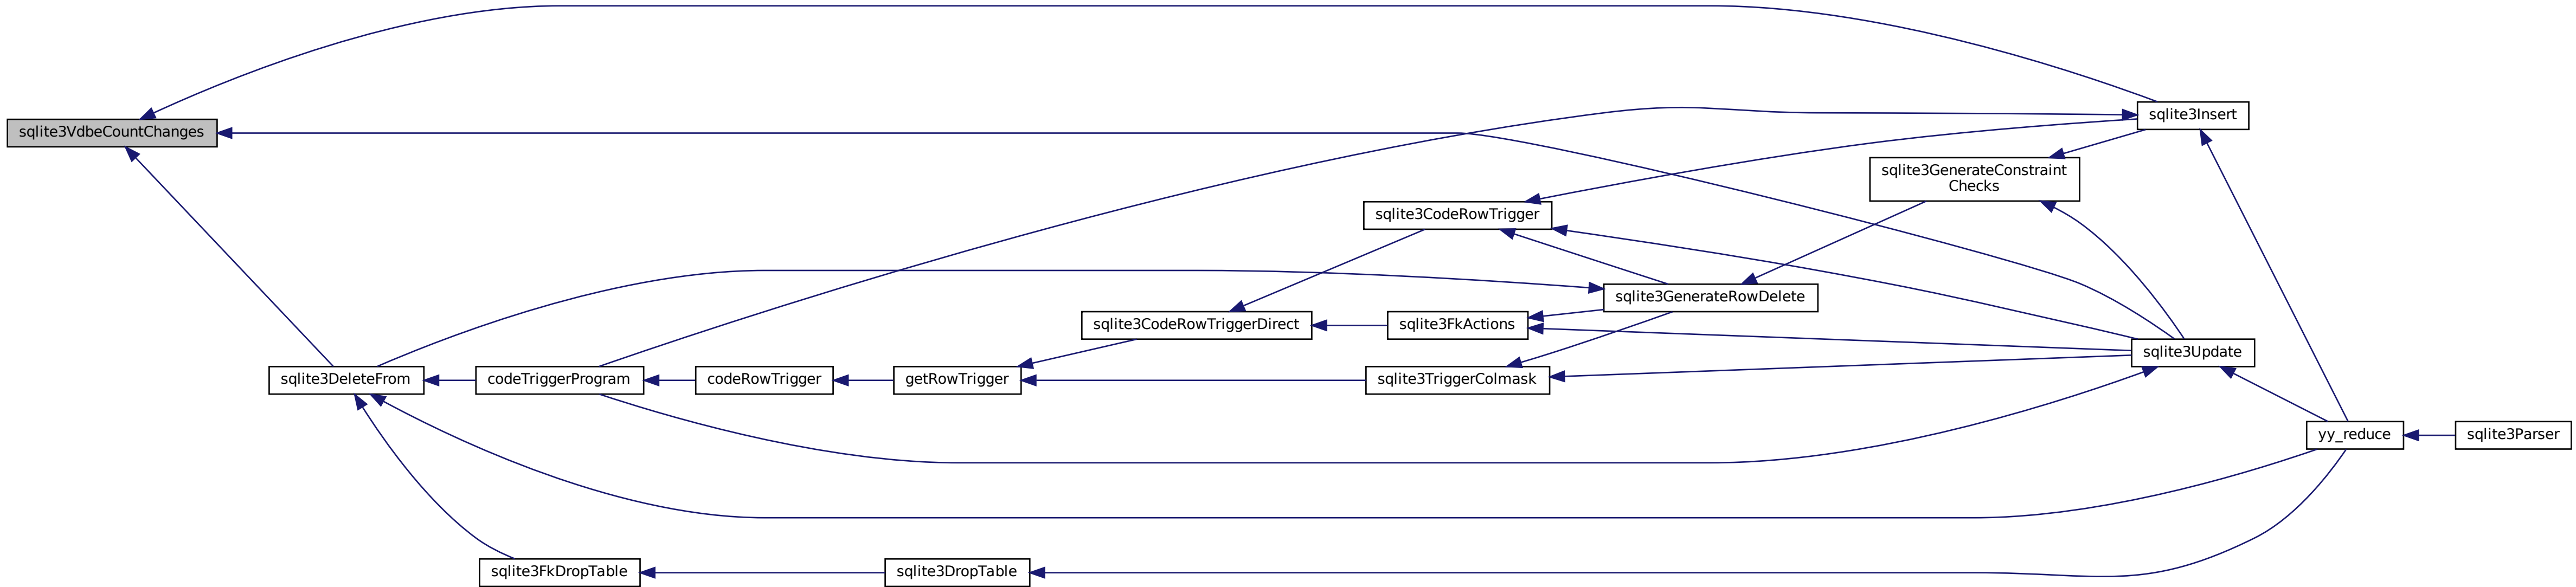 sqlite3VdbeCountChanges
sqlite3Insert
sqlite3GenerateConstraint
Checks
sqlite3CodeRowTrigger
sqlite3GenerateRowDelete
sqlite3CodeRowTriggerDirect
sqlite3FkActions
sqlite3Update
sqlite3DeleteFrom
codeTriggerProgram
codeRowTrigger
getRowTrigger
sqlite3TriggerColmask
yy_reduce
sqlite3Parser
sqlite3FkDropTable
sqlite3DropTable